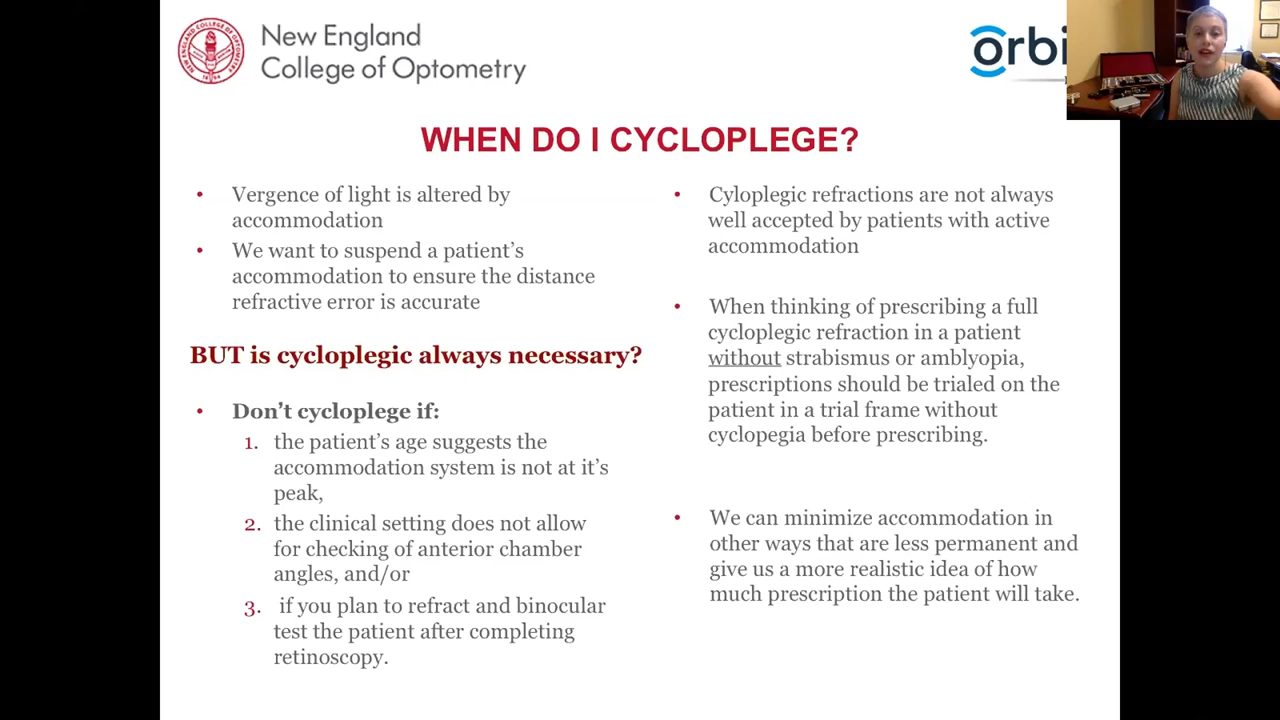 New England
College of Optometry
orbi
WHEN DO I CYCLOPLEGE?
• Vergence of light is altered by
accommodation
• We want to suspend a patient's
accommodation to ensure the distance
refractive error is accurate
BUT is cycloplegic always necessary?
• Don't cycloplege if:
1. the patient's age suggests the
accommodation system is not at it's
peak,
2. the clinical setting does not allow
for checking of anterior chamber
angles, and/or
3. if you plan to refract and binocular
test the patient after completing
retinoscopy.
• Cyloplegic refractions are not always
well accepted by patients with active
accommodation
• When thinking of prescribing a full
cycloplegic refraction in a patient
without strabismus or amblyopia,
prescriptions should be trialed on the
patient in a trial frame without
cyclopegia before prescribing.
• We can minimize accommodation in
other ways that are less permanent and
give us a more realistic idea of how
much prescription the patient will take.